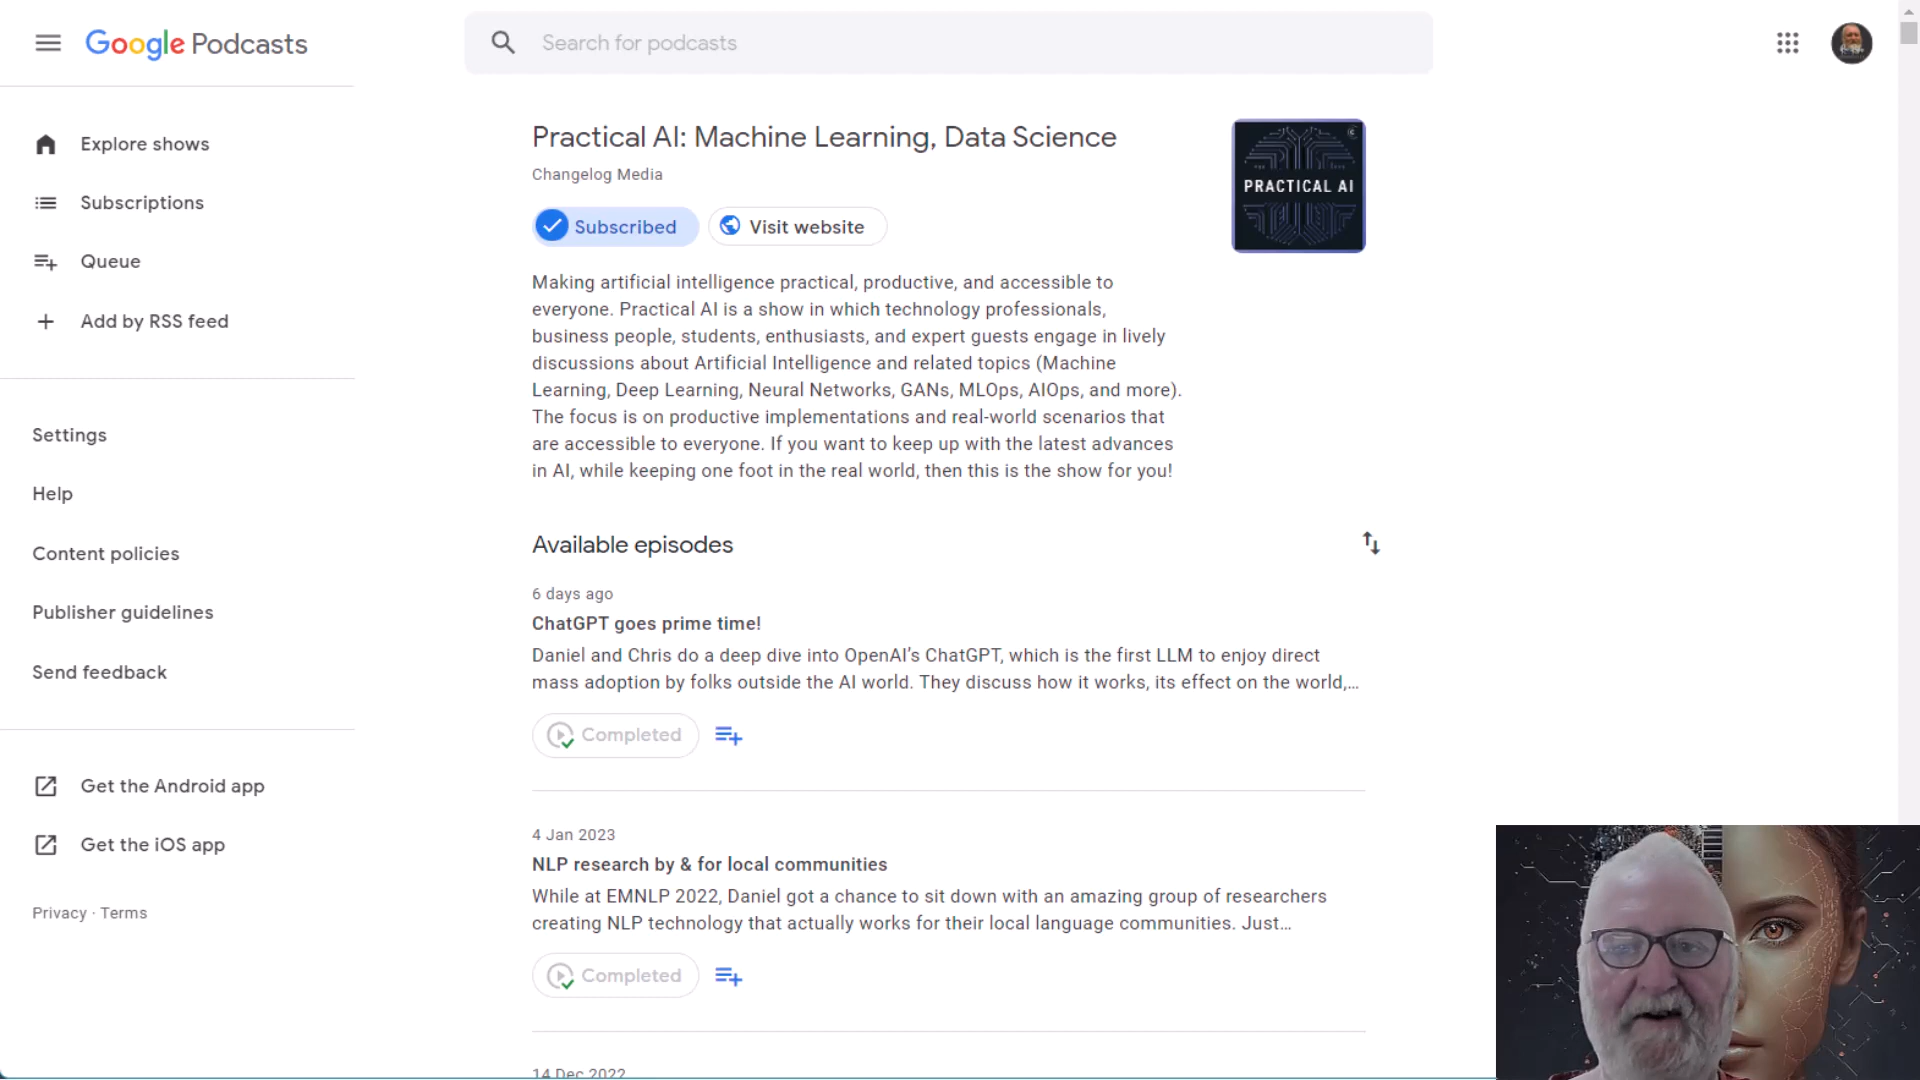 Google Podcasts
Search for podcasts
Explore shows
Subscriptions
Queue
Add by RSS feed
Settings
Help
Content policies
Publisher guidelines
Send feedback
Get the Android app
Get the iOS app
Privacy · Terms
Practical AI: Machine Learning, Data Science
Changelog Media
Subscribed
Visit website
PRACTICAL AI
Making artificial intelligence practical, productive, and accessible to
everyone. Practical AI is a show in which technology professionals,
business people, students, enthusiasts, and expert guests engage in lively
discussions about Artificial Intelligence and related topics (Machine
Learning, Deep Learning, Neural Networks, GANs, MLOps, AIOps, and more).
The focus is on productive implementations and real-world scenarios that
are accessible to everyone. If you want to keep up with the latest advances
in AI, while keeping one foot in the real world, then this is the show for you!
Available episodes
6 days ago
ChatGPT goes prime time!
Daniel and Chris do a deep dive into OpenAI’s ChatGPT, which is the first LLM to enjoy direct
mass adoption by folks outside the AI world. They discuss how it works, its effect on the world,…
Completed
4 Jan 2023
NLP research by & for local communities
While at EMNLP 2022, Daniel got a chance to sit down with an amazing group of researchers
creating NLP technology that actually works for their local language communities. Just…
Completed
14 Dec 2022